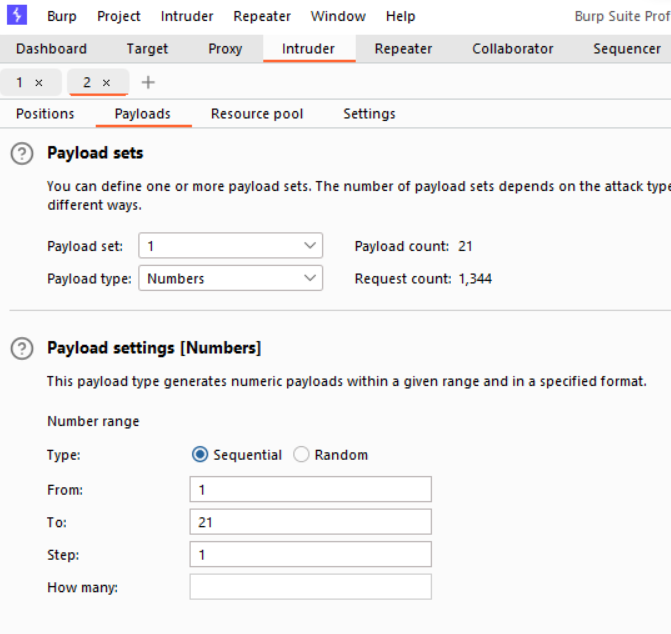 Burp Project Intruder Repeater Window Help Burp Suite Prof
Dashboard Target Proxy Intruder Repeater Collaborator Sequencer
1 × 2 × +
Positions Payloads Resource pool Settings
? Payload sets
You can define one or more payload sets. The number of payload sets depends on the attack type
different ways.
Payload set: 1 Payload count: 21
Payload type: Numbers Request count: 1,344
? Payload settings [Numbers]
This payload type generates numeric payloads within a given range and in a specified format.
Number range
Type: Sequential Random
From: 1
To: 21
Step: 1
How many: